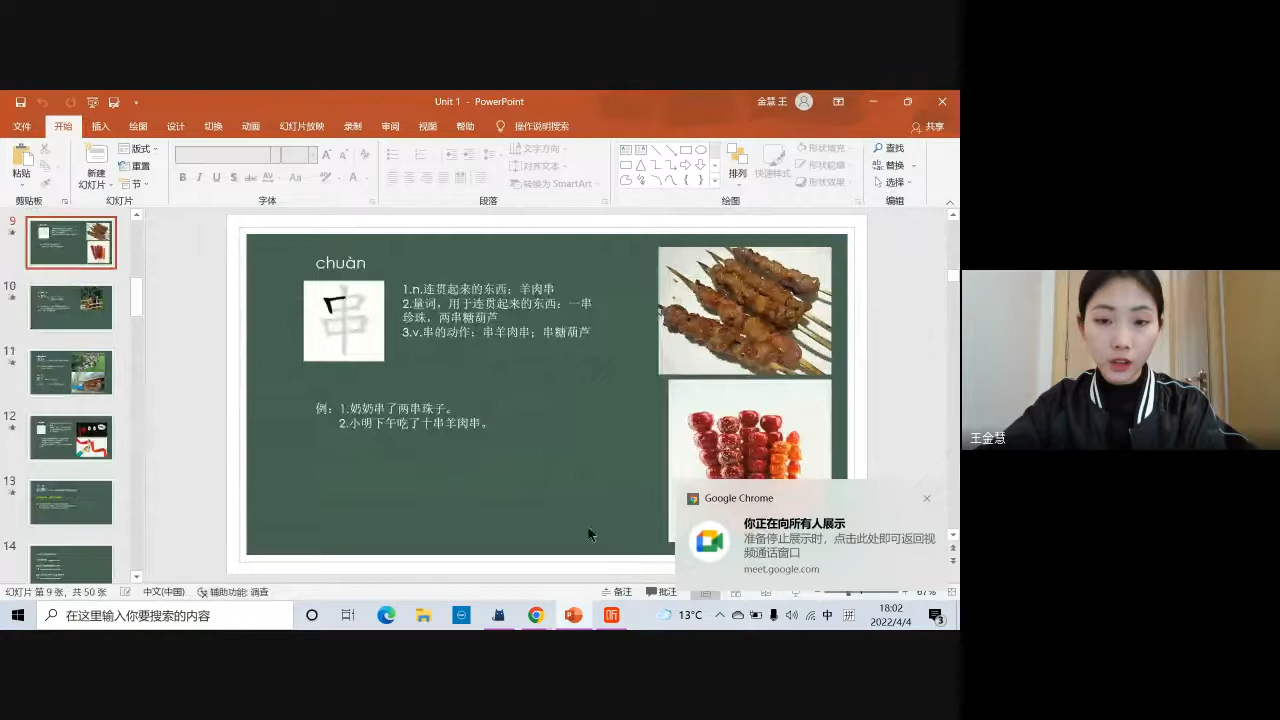 Unit 1 - PowerPoint
金慧 王
文件 开始 插入 绘图 设计 切换 动画 幻灯片放映 录制 审阅 视图 帮助 操作说明搜索 共享
粘贴
新建
幻灯片
版式
重置
节
文字方向
对齐文本
转换为 SmartArt
排列
快速样式
形状填充
形状轮廓
形状效果
查找
替换
选择
剪贴板 幻灯片 字体 段落 绘图 编辑
9
10
11
12
13
14
chuàn
串
1.n.连贯起来的东西：羊肉串
2.量词，用于连贯起来的东西：一串
珍珠，两串糖葫芦
3.v.串的动作：串羊肉串；串糖葫芦
例：1.奶奶串了两串珠子。
2.小明下午吃了十串羊肉串。
Google Chrome
你正在向所有人展示
准备停止展示时，点击此处即可返回视
频通话窗口
meet.google.com
王金慧
幻灯片 第 9 张，共 50 张 中文(中国) 辅助功能: 调查 备注 批注 67%
在这里输入你要搜索的内容
13°C 中 拼
18:02
2022/4/4
3